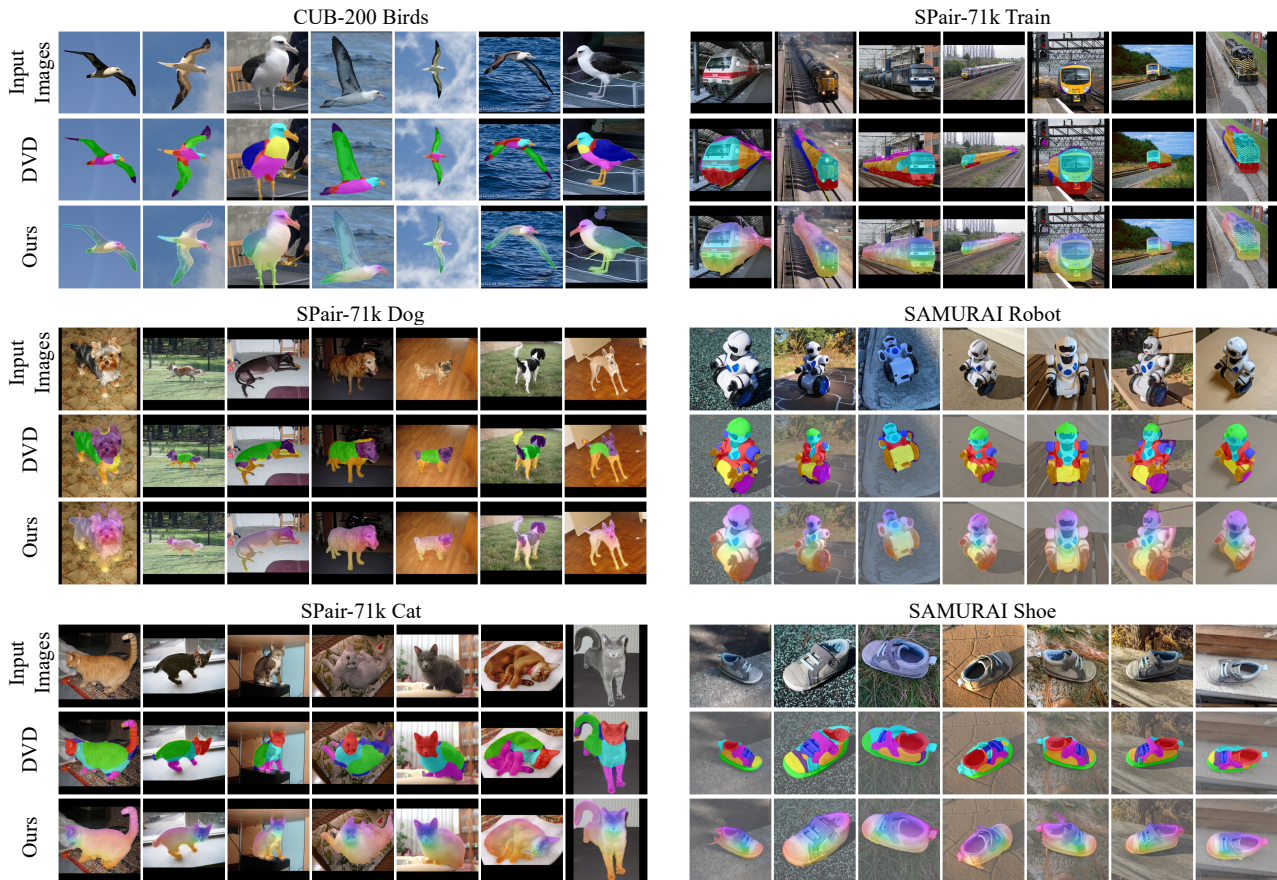 CUB-200 Birds
Input
Images
DVD
Ours
SPair-71k Train
SPair-71k Dog
Input
Images
DVD
Ours
SAMURAI Robot
SPair-71k Cat
Input
Images
DVD
Ours
SAMURAI Shoe